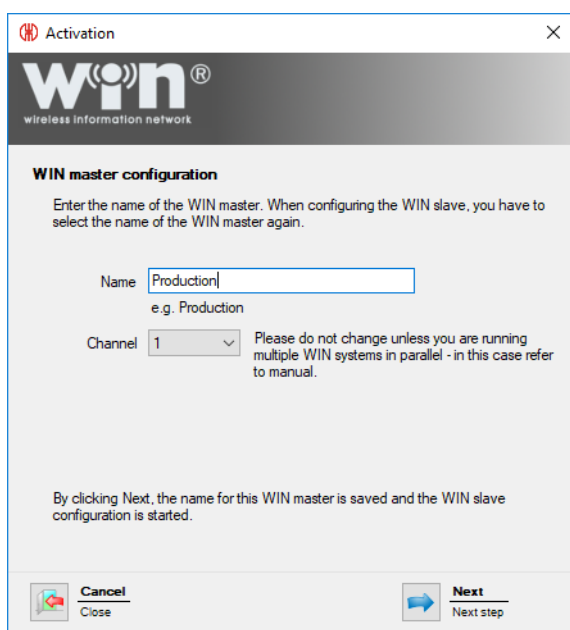 Activation
WIN®
wireless information network
WIN master configuration
Enter the name of the WIN master. When configuring the WIN slave, you have to
select the name of the WIN master again.
Name Production
e.g. Production
Channel 1 Please do not change unless you are running
multiple WIN systems in parallel - in this case refer
to manual.
By clicking Next, the name for this WIN master is saved and the WIN slave
configuration is started.
Cancel
Close
Next
Next step